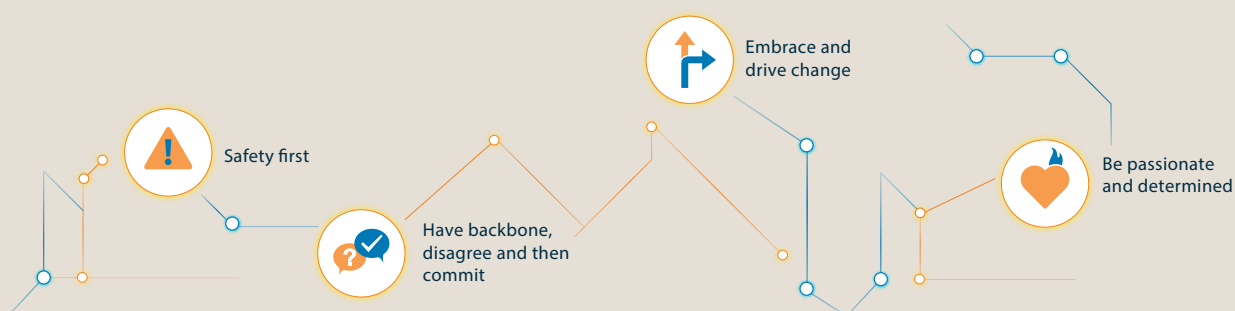 Safety first
Have backbone,
disagree and then
commit
Embrace and
drive change
Be passionate
and determined